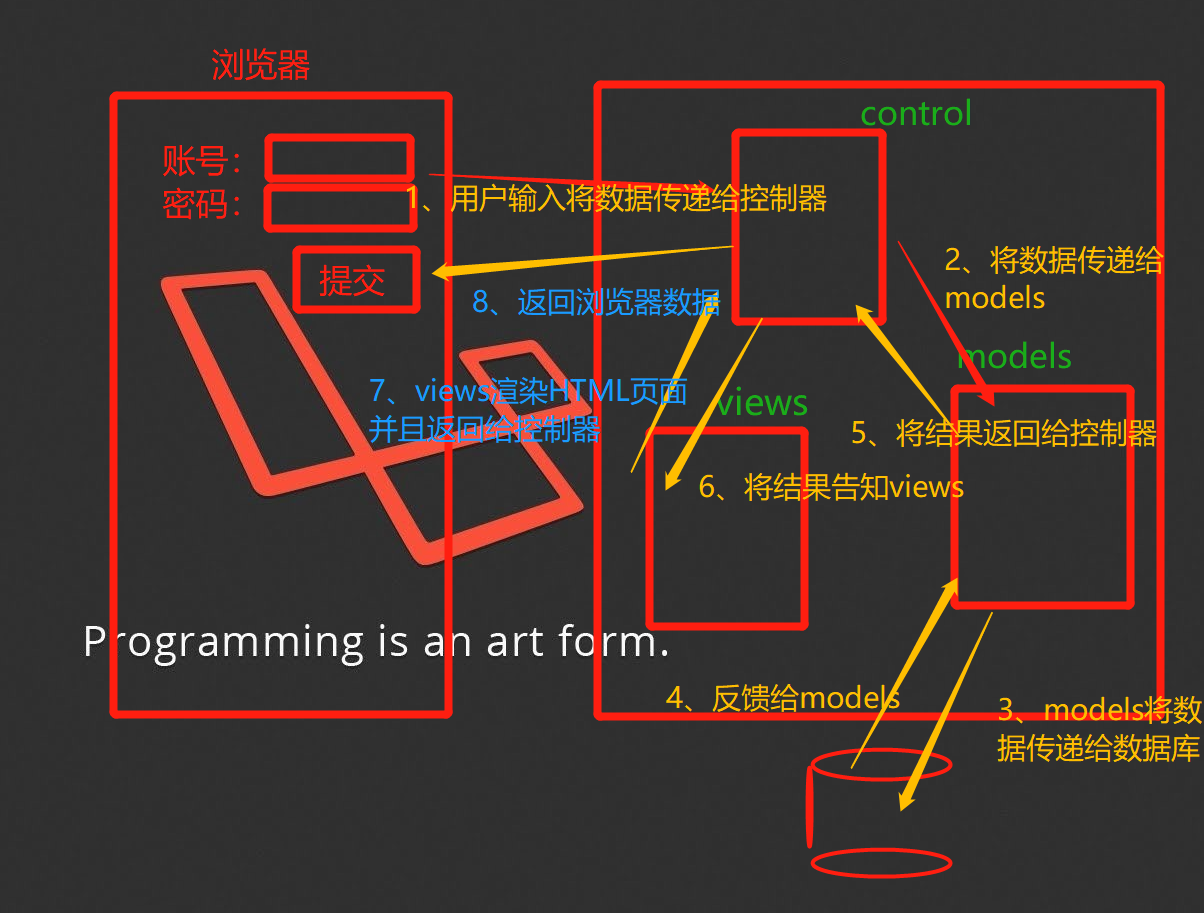 浏览器
control
账号：
密码：
1、用户输入将数据传递给控制器
提交
2、将数据传递给
models
8、返回浏览器数据
models
7、views渲染HTML页面
并且返回给控制器
views
5、将结果返回给控制器
6、将结果告知views
Programming is an art form.
4、反馈给models
3、models将数
据传递给数据库